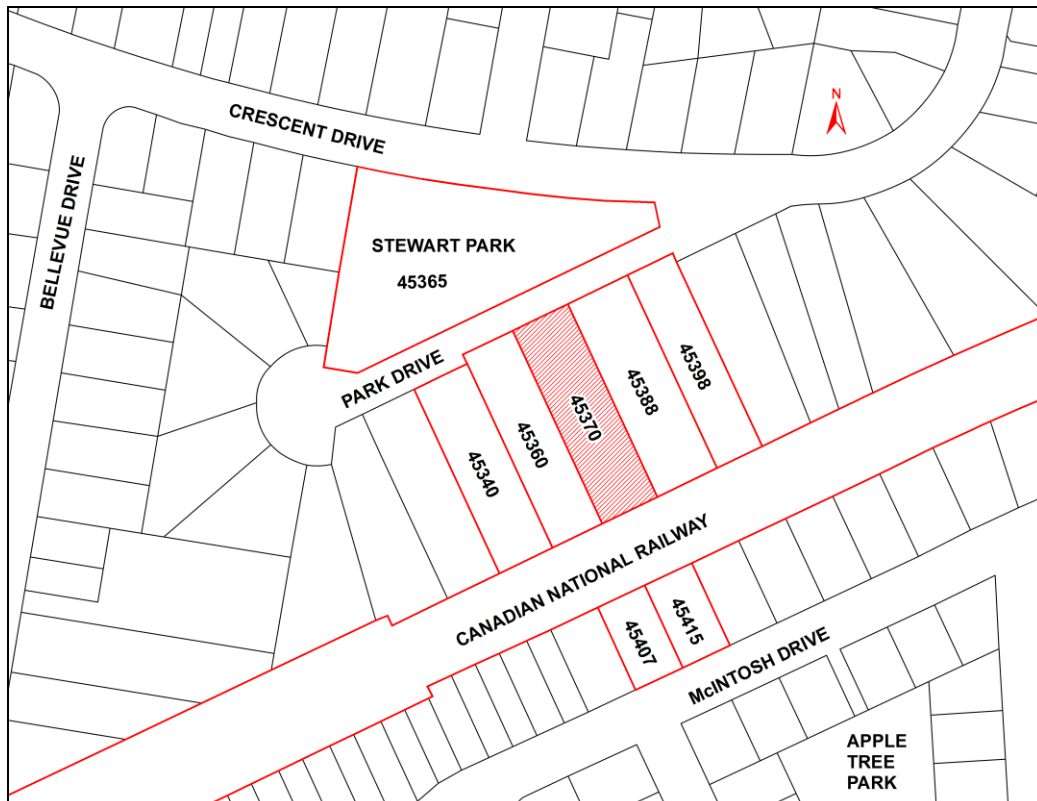 N
CRESCENT DRIVE
BELLEVUE DRIVE
STEWART PARK
45365
PARK DRIVE
45398
45388
45370
45360
45340
CANADIAN NATIONAL RAILWAY
45415
45407
McINTOSH DRIVE
APPLE
TREE
PARK